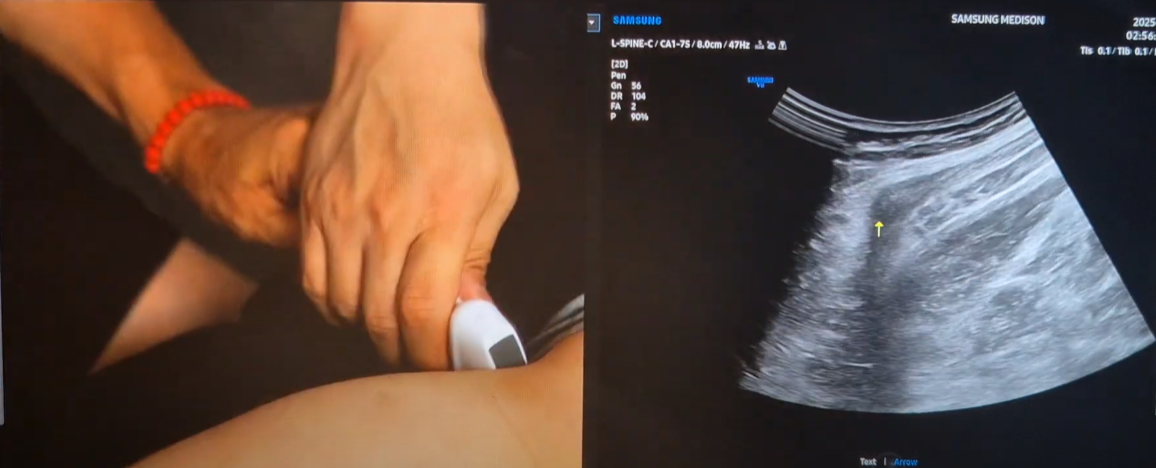 SAMSUNG
SAMSUNG MEDISON
2025
02:56:
L-SPINE-C / CA1-7S / 8.0cm / 47Hz
TIs 0.1 / TIb 0.1 /
[2D]
Pen
Gn 56
DR 104
FA 2
P 90%
SAMSUNG
Text | Arrow